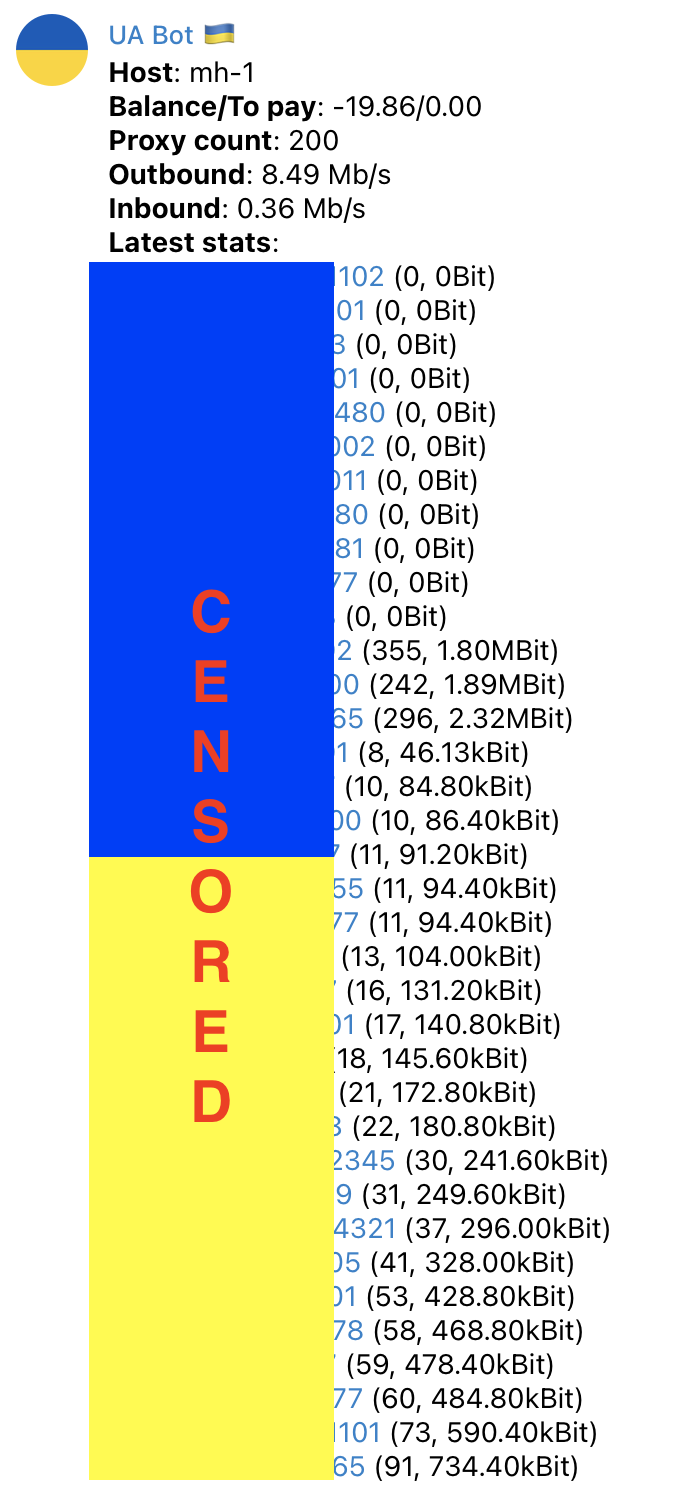 UA Bot 🇺🇦
Host: mh-1
Balance/To pay: -19.86/0.00
Proxy count: 200
Outbound: 8.49 Mb/s
Inbound: 0.36 Mb/s
Latest stats:
102 (0, 0Bit)
01 (0, 0Bit)
3 (0, 0Bit)
01 (0, 0Bit)
480 (0, 0Bit)
002 (0, 0Bit)
011 (0, 0Bit)
80 (0, 0Bit)
81 (0, 0Bit)
77 (0, 0Bit)
(0, 0Bit)
2 (355, 1.80MBit)
00 (242, 1.89MBit)
65 (296, 2.32MBit)
1 (8, 46.13kBit)
(10, 84.80kBit)
00 (10, 86.40kBit)
7 (11, 91.20kBit)
55 (11, 94.40kBit)
77 (11, 94.40kBit)
(13, 104.00kBit)
(16, 131.20kBit)
01 (17, 140.80kBit)
(18, 145.60kBit)
(21, 172.80kBit)
3 (22, 180.80kBit)
2345 (30, 241.60kBit)
9 (31, 249.60kBit)
4321 (37, 296.00kBit)
05 (41, 328.00kBit)
01 (53, 428.80kBit)
78 (58, 468.80kBit)
(59, 478.40kBit)
77 (60, 484.80kBit)
1101 (73, 590.40kBit)
65 (91, 734.40kBit)
CENSORED